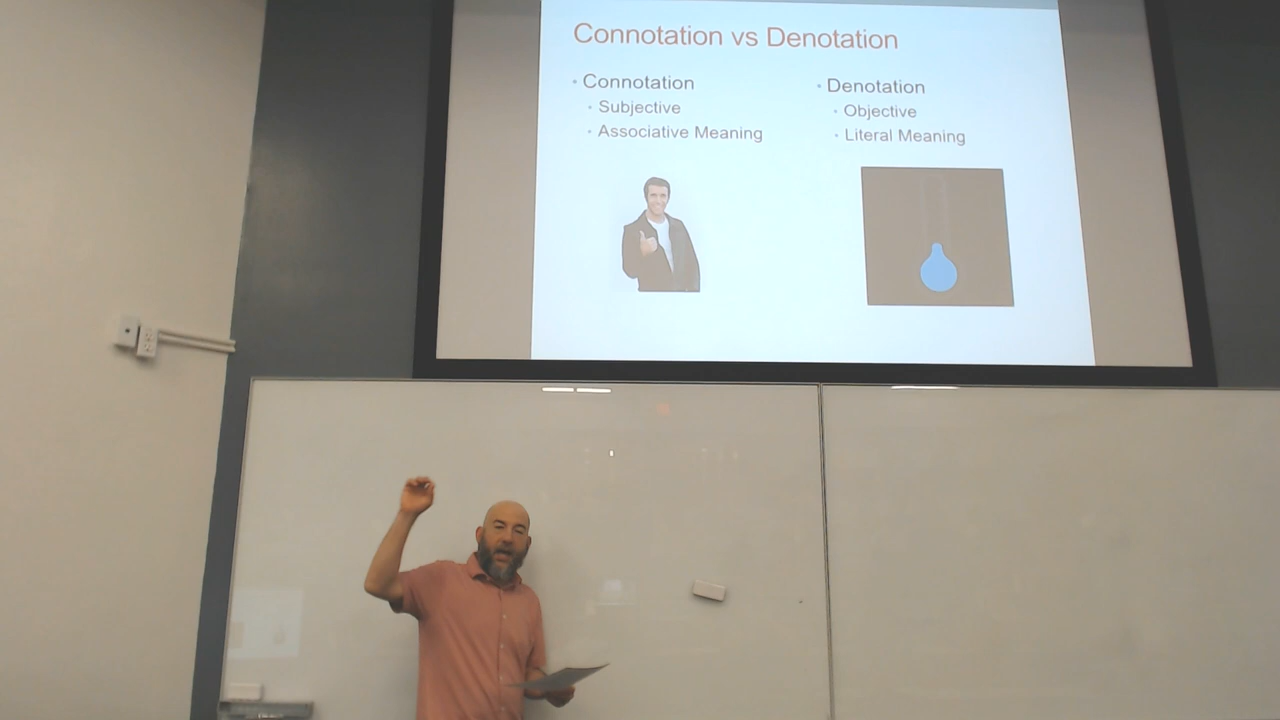 Connotation vs Denotation
• Connotation
• Subjective
• Associative Meaning
• Denotation
• Objective
• Literal Meaning